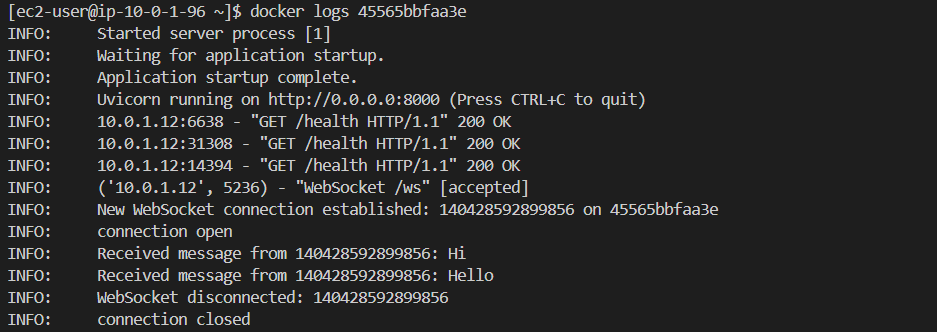 [ec2-user@ip-10-0-1-96 ~]$ docker logs 45565bbfaa3e
INFO:     Started server process [1]
INFO:     Waiting for application startup.
INFO:     Application startup complete.
INFO:     Uvicorn running on http://0.0.0.0:8000 (Press CTRL+C to quit)
INFO:     10.0.1.12:6638 - "GET /health HTTP/1.1" 200 OK
INFO:     10.0.1.12:31308 - "GET /health HTTP/1.1" 200 OK
INFO:     10.0.1.12:14394 - "GET /health HTTP/1.1" 200 OK
INFO:     ('10.0.1.12', 5236) - "WebSocket /ws" [accepted]
INFO:     New WebSocket connection established: 140428592899856 on 45565bbfaa3e
INFO:     connection open
INFO:     Received message from 140428592899856: Hi
INFO:     Received message from 140428592899856: Hello
INFO:     WebSocket disconnected: 140428592899856
INFO:     connection closed